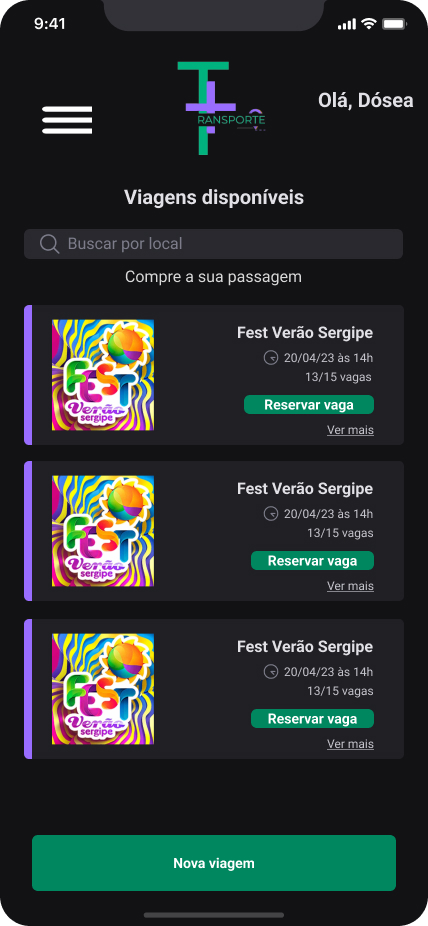 9:41
Olá, Dósea
RANSPORTE
Viagens disponíveis
Buscar por local
Compre a sua passagem
FEST
Verão
sergipe
Fest Verão Sergipe
20/04/23 às 14h
13/15 vagas
Reservar vaga
Ver mais
FEST
Verão
sergipe
Fest Verão Sergipe
20/04/23 às 14h
13/15 vagas
Reservar vaga
Ver mais
FEST
Verão
sergipe
Fest Verão Sergipe
20/04/23 às 14h
13/15 vagas
Reservar vaga
Ver mais
Nova viagem